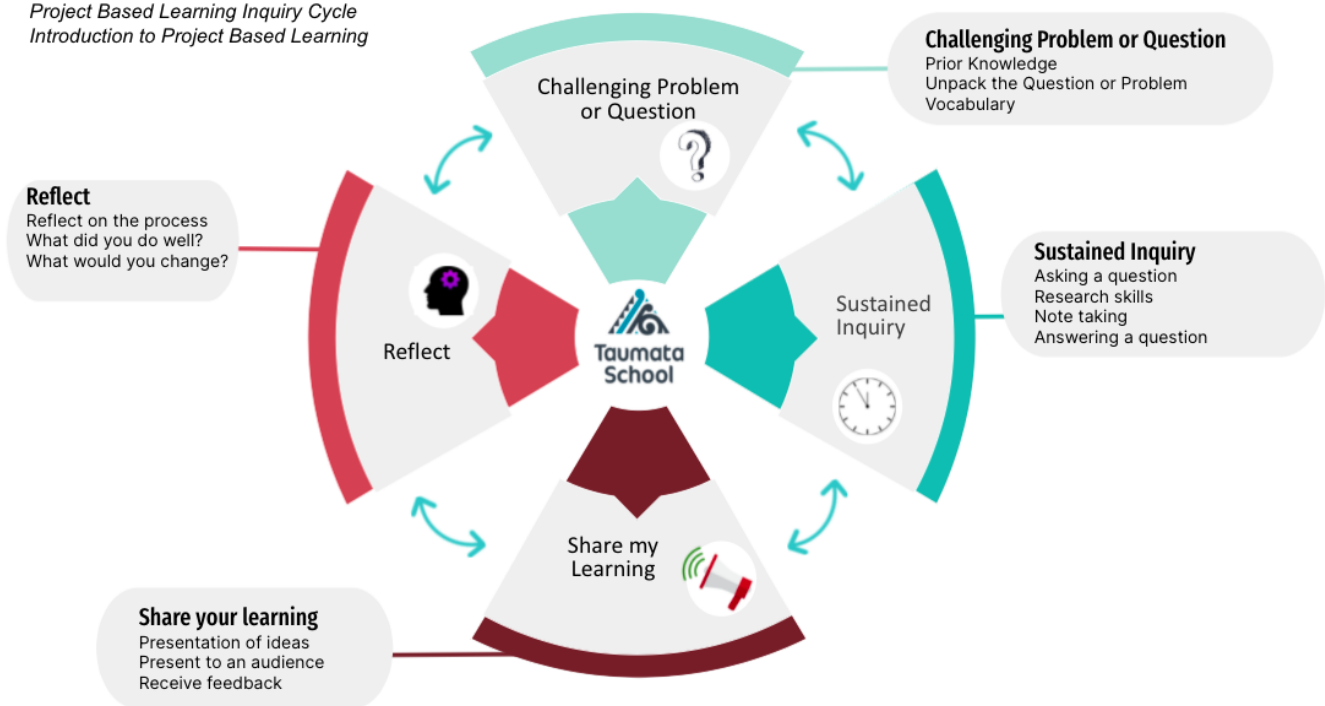 Project Based Learning Inquiry Cycle
Introduction to Project Based Learning
Challenging Problem
or Question
Challenging Problem or Question
Prior Knowledge
Unpack the Question or Problem
Vocabulary
Reflect
Reflect on the process
What did you do well?
What would you change?
Reflect
Taumata
School
Sustained
Inquiry
Sustained Inquiry
Asking a question
Research skills
Note taking
Answering a question
Share my
Learning
Share your learning
Presentation of ideas
Present to an audience
Receive feedback